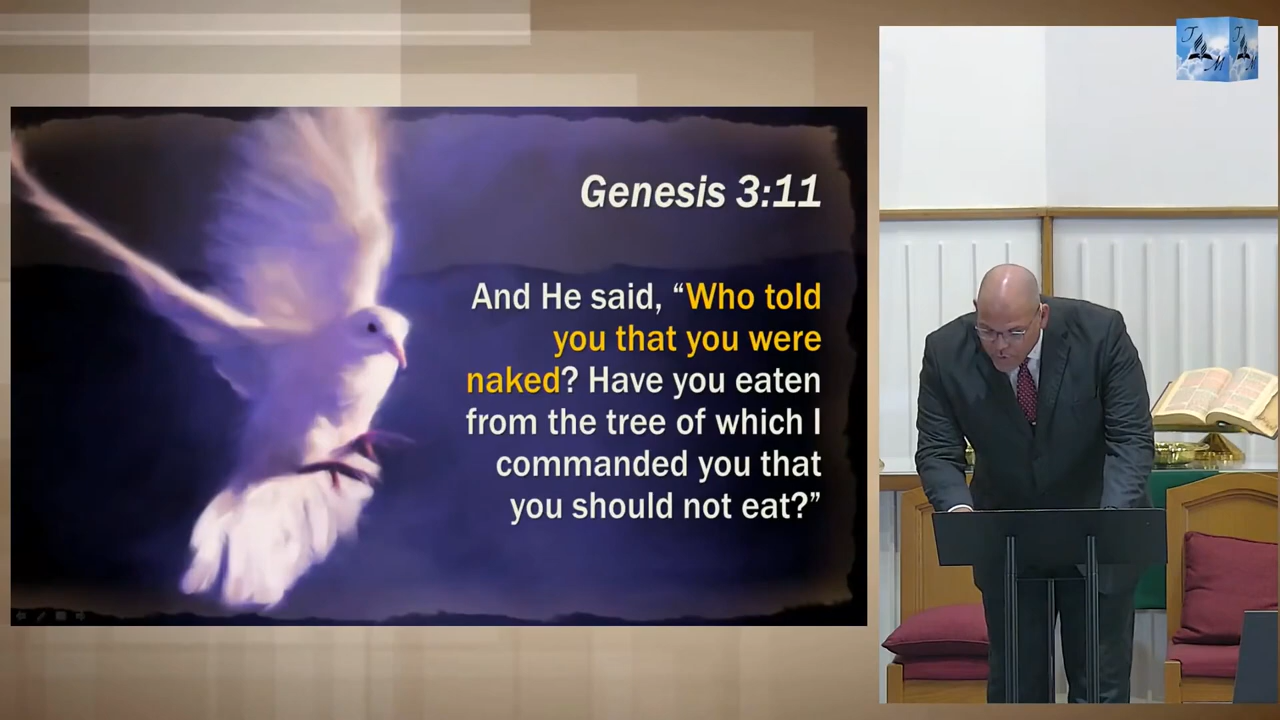 Genesis 3:11
And He said, “Who told
you that you were
naked? Have you eaten
from the tree of which I
commanded you that
you should not eat?”
J
M
J
M